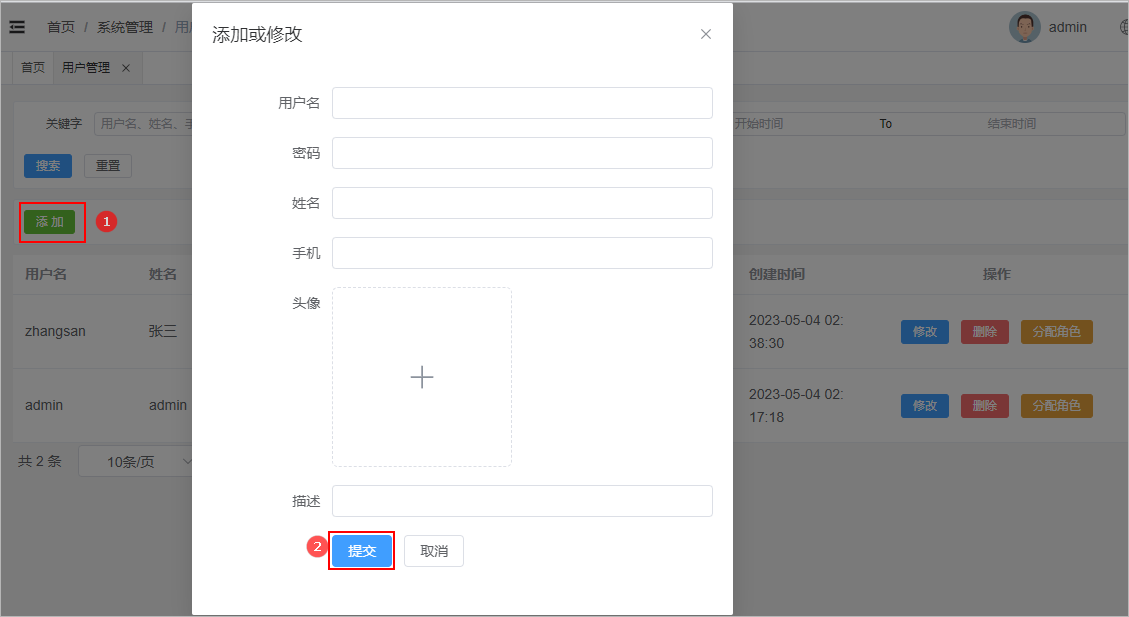 首页 / 系统管理 / 用户
admin
首页 用户管理 ×
添加或修改
关键字 用户名、姓名、手
开始时间 To 结束时间
搜索 重置
添加 1
用户名
密码
姓名
手机
头像
描述
2 提交 取消
用户名 姓名 创建时间 操作
zhangsan 张三 2023-05-04 02:
38:30
修改 删除 分配角色
admin admin 2023-05-04 02:
17:18
修改 删除 分配角色
共 2 条 10条/页